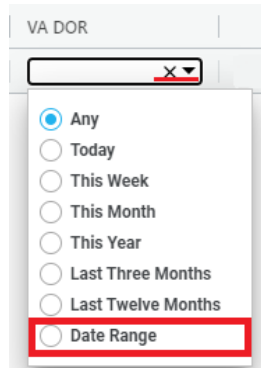 VA DOR
Any
Today
This Week
This Month
This Year
Last Three Months
Last Twelve Months
Date Range